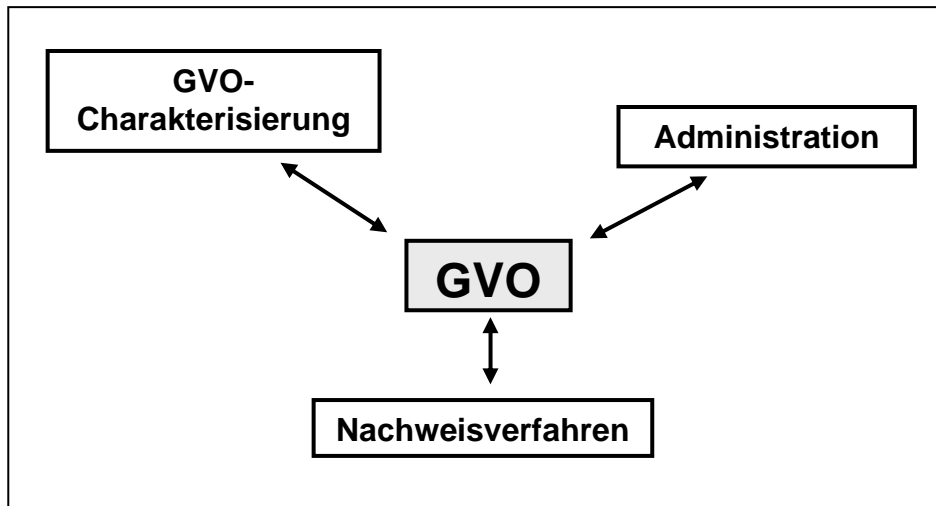 GVO-
Charakterisierung
Administration
GVO
Nachweisverfahren